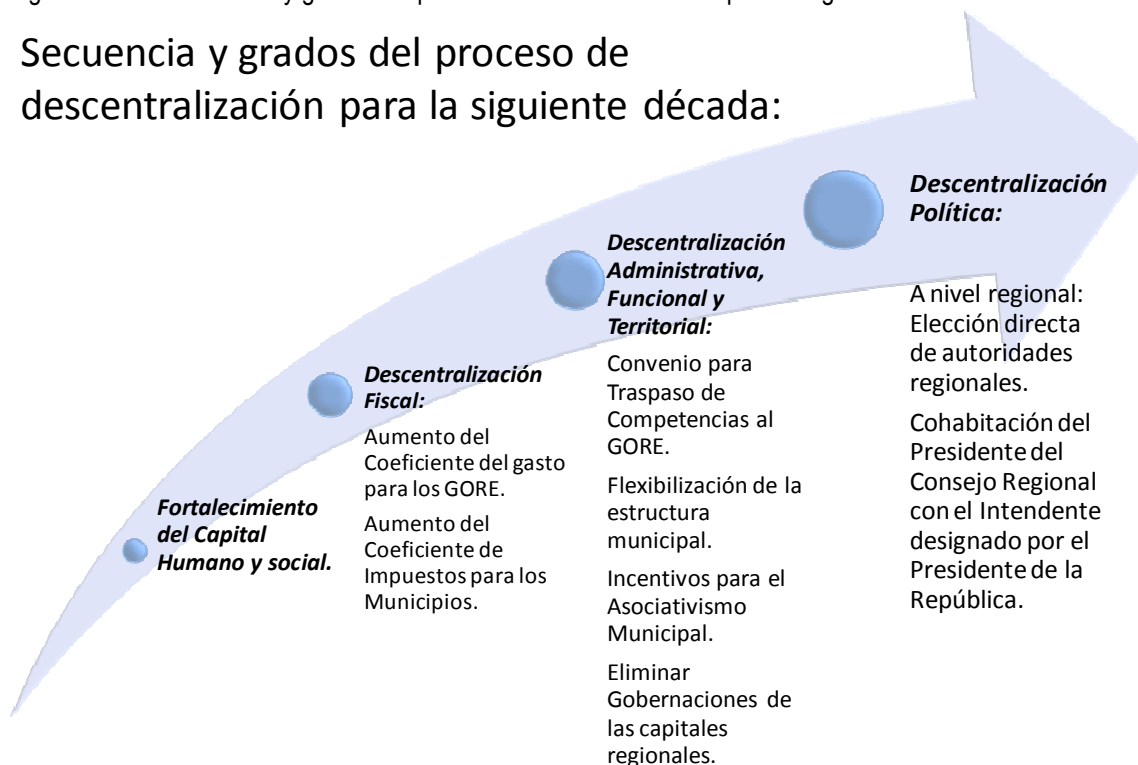 Secuencia y grados del proceso de
descentralización para la siguiente década:
Fortalecimiento
del Capital
Humano y social.
Descentralización
Fiscal:
Aumento del
Coeficiente del gasto
para los GORE.
Aumento del
Coeficiente de
Impuestos para los
Municipios.
Descentralización
Administrativa,
Funcional y
Territorial:
Convenio para
Traspaso de
Competencias al
GORE.
Flexibilización de la
estructura
municipal.
Incentivos para el
Asociativismo
Municipal.
Eliminar
Gobernaciones de
las capitales
regionales.
Descentralización
Política:
A nivel regional:
Elección directa
de autoridades
regionales.
Cohabitación del
Presidente del
Consejo Regional
con el Intendente
designado por el
Presidente de la
República.